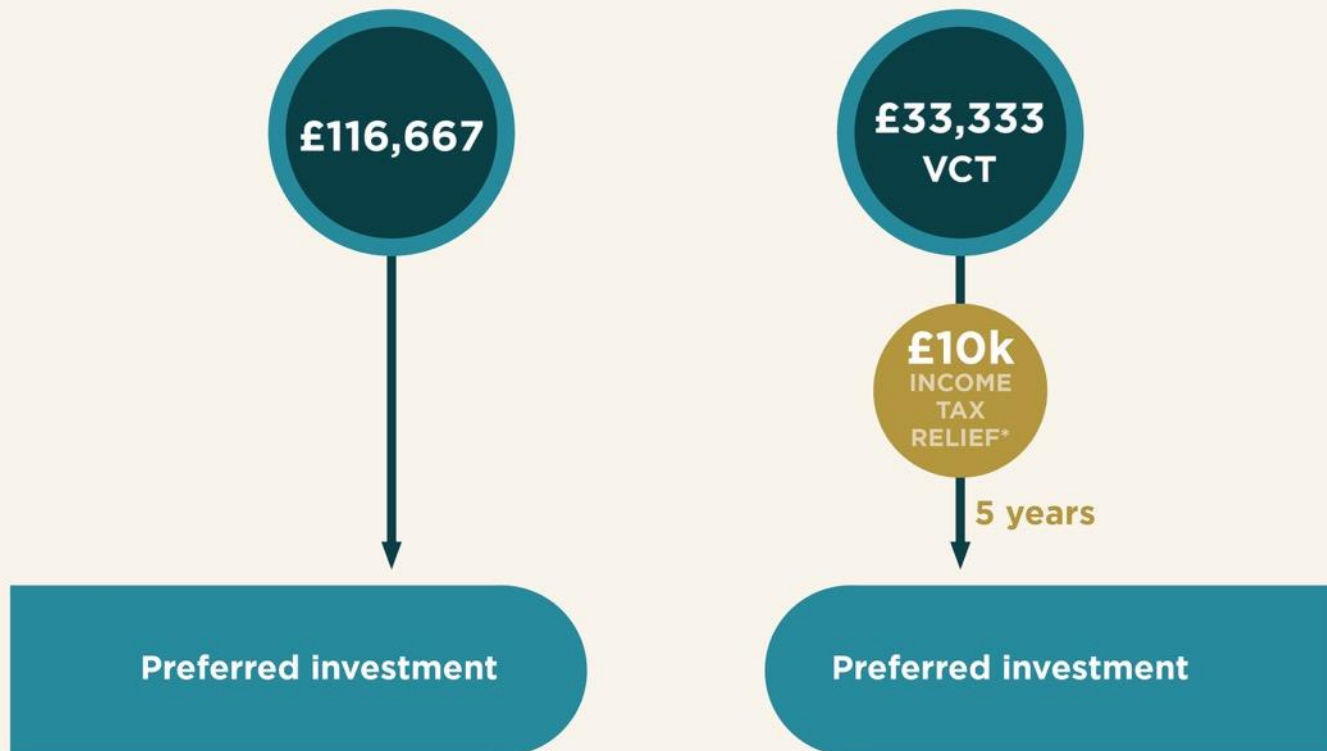 £116,667
£33,333
VCT
£10k
INCOME
TAX
RELIEF*
5 years
Preferred investment
Preferred investment